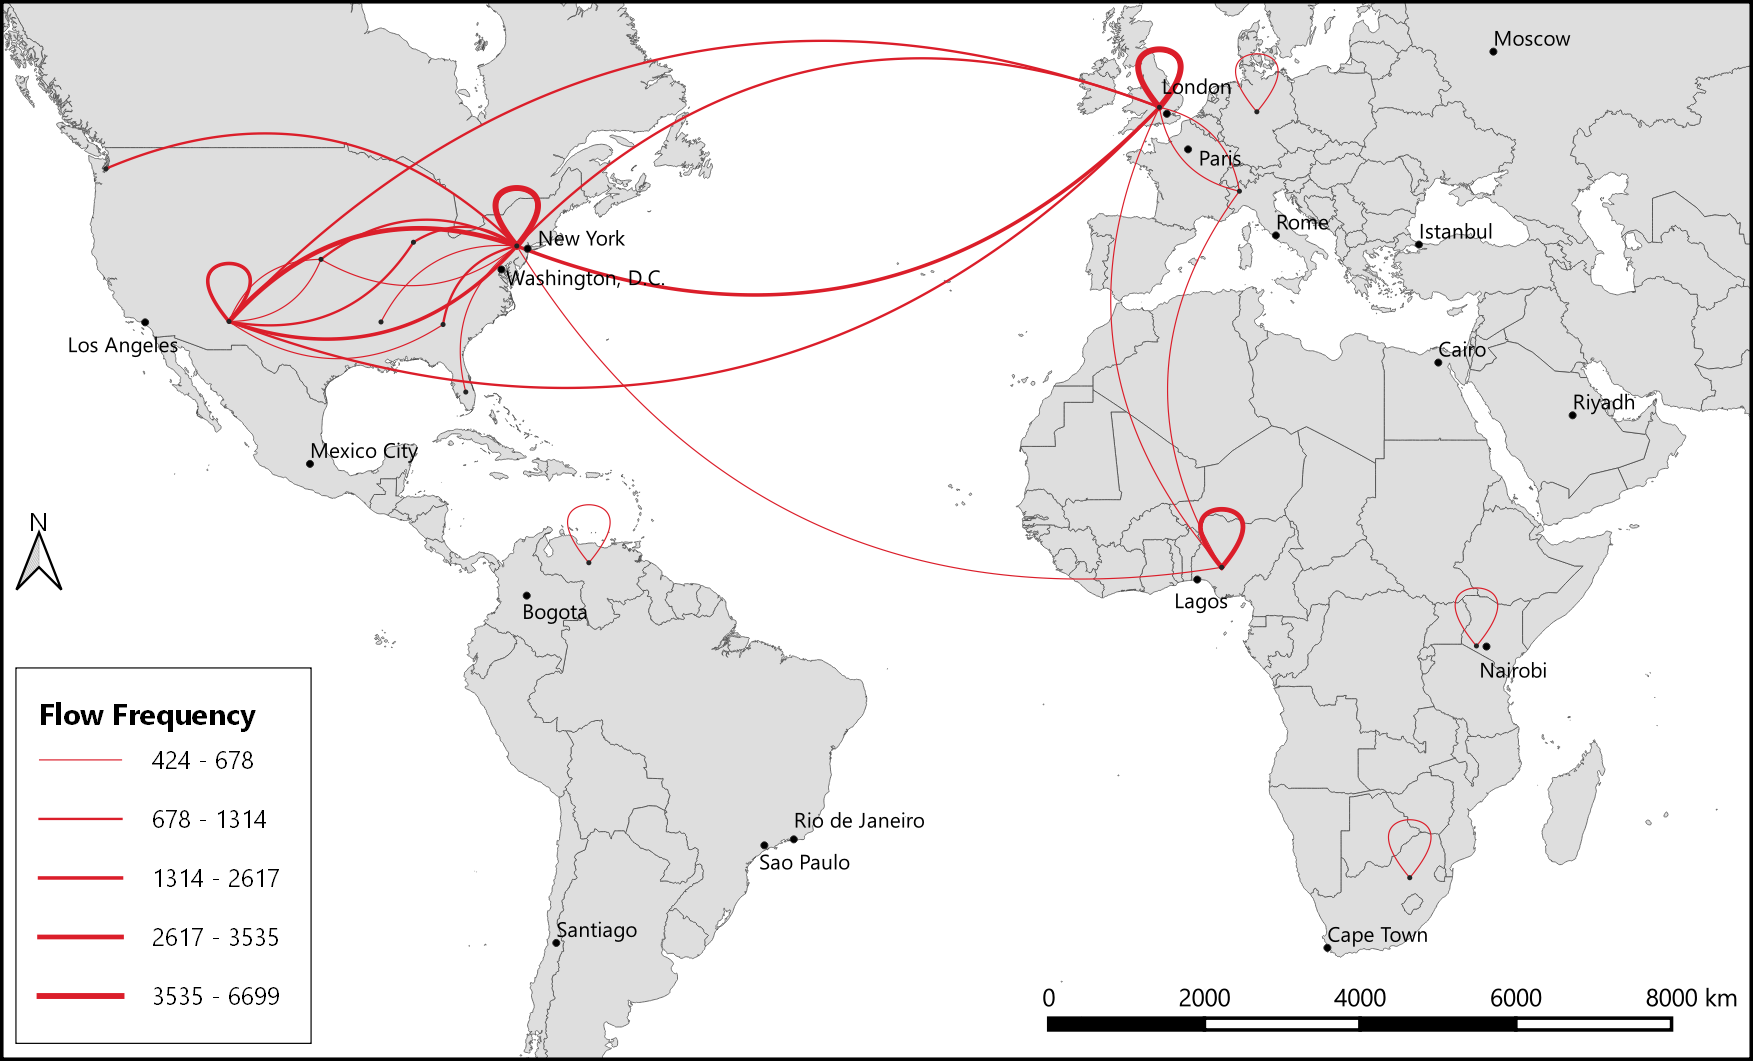 Moscow
London
Paris
Rome
Istanbul
New York
Washington, D.C.
Los Angeles
Cairo
Riyadh
Mexico City
N
Bogota
Lagos
Nairobi
Rio de Janeiro
Sao Paulo
Santiago
Cape Town
Flow Frequency
424 - 678
678 - 1314
1314 - 2617
2617 - 3535
3535 - 6699
0 2000 4000 6000 8000 km